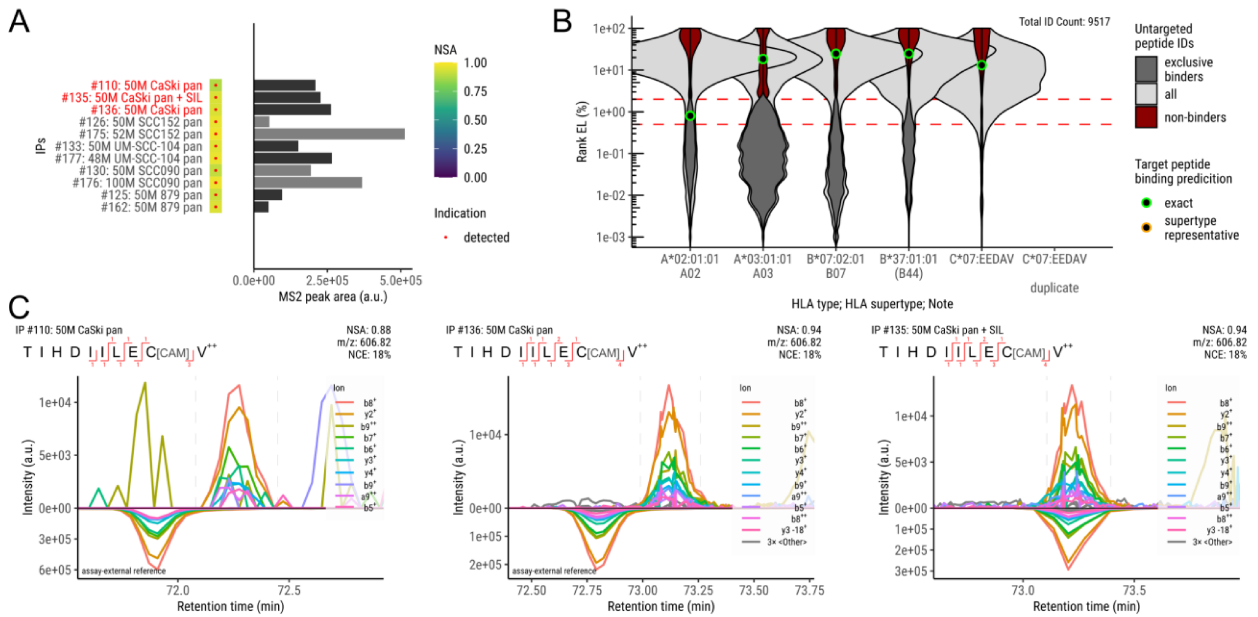 A
IPs
#110: 50M CaSki pan
#135: 50M CaSki pan + SIL
#136: 50M CaSki pan
#126: 50M SCC152 pan
#175: 52M SCC152 pan
#133: 50M UM-SCC-104 pan
#177: 48M UM-SCC-104 pan
#130: 50M SCC090 pan
#176: 100M SCC090 pan
#125: 50M 879 pan
#162: 50M 879 pan
0.0e+00 2.5e+05 5.0e+05
MS2 peak area (a.u.)
NSA
1.00
0.75
0.50
0.25
0.00
Indication
detected
B
Total ID Count: 9517
Rank EL (%)
1e+02
1e+01
1e+00
1e-01
1e-02
1e-03
A*02:01:01 A*03:01:01 B*07:02:01 B*37:01:01 C*07:EEDAV C*07:EEDAV
A02 A03 B07 (B44)
duplicate
HLA type; HLA supertype; Note
Untargeted
peptide IDs
exclusive
binders
all
non-binders
Target peptide
binding predicition
exact
supertype
representative
C
IP #110: 50M CaSki pan
NSA: 0.88
m/z: 606.82
NCE: 18%
T I H D I I L E C[CAM] V++
Intensity (a.u.)
1e+04
5e+03
0e+00
3e+05
6e+05
assay-external reference
72.0 72.5
Retention time (min)
Ion
b8+
y2+
b9++
b7+
b6+
y3+
y4+
b9+
a9++
b5+
IP #136: 50M CaSki pan
NSA: 0.94
m/z: 606.82
NCE: 18%
T I H D I I L E C[CAM] V++
Intensity (a.u.)
1e+04
0e+00
1e+05
2e+05
assay-external reference
72.50 72.75 73.00 73.25 73.50 73.75
Retention time (min)
Ion
b8+
y2+
b9++
b7+
b6+
y3+
y4+
b9+
a9++
b5+
b8++
y3 -18+
3× <Other>
IP #135: 50M CaSki pan + SIL
NSA: 0.94
m/z: 606.82
NCE: 18%
T I H D I I L E C[CAM] V++
Intensity (a.u.)
1e+04
5e+03
0e+00
1e+05
2e+05
3e+05
73.0 73.5
Retention time (min)
Ion
b8+
y2+
b9++
b7+
b6+
y3+
y4+
b9+
a9++
b5+
b8++
y3 -18+
3× <Other>